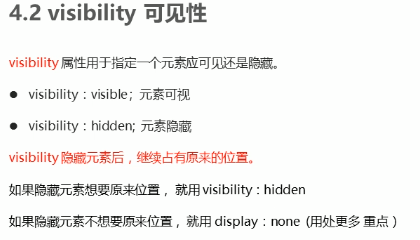 4.2 visibility 可见性
visibility 属性用于指定一个元素应可见还是隐藏。
● visibility：visible; 元素可视
● visibility：hidden; 元素隐藏
visibility 隐藏元素后，继续占有原来的位置。
如果隐藏元素想要原来位置，就用 visibility：hidden
如果隐藏元素不想要原来位置，就用 display：none (用处更多 重点）